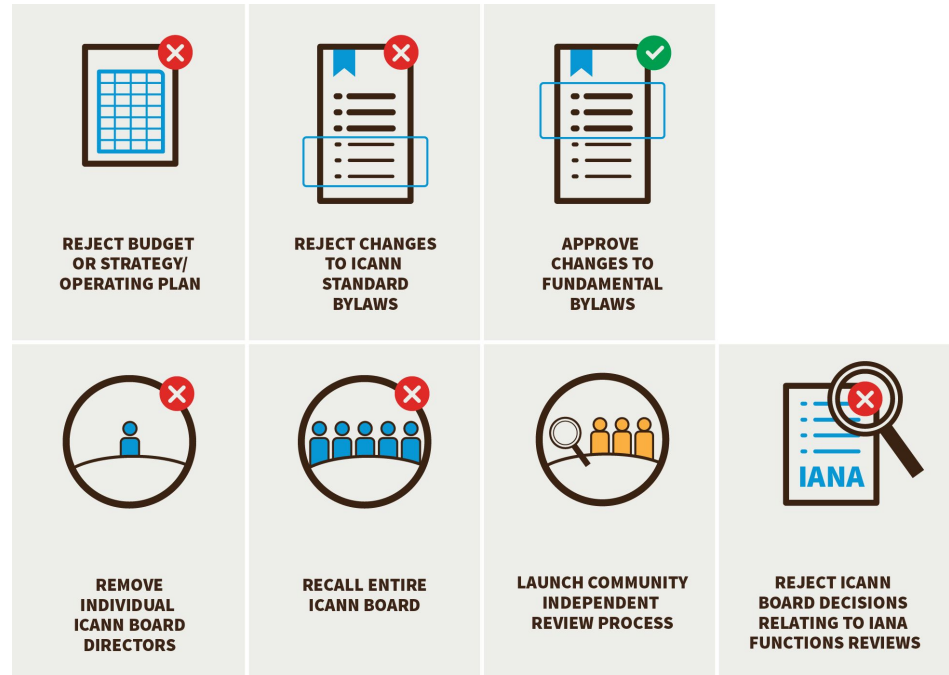 REJECT BUDGET
OR STRATEGY/
OPERATING PLAN
REJECT CHANGES
TO ICANN
STANDARD
BYLAWS
APPROVE
CHANGES TO
FUNDAMENTAL
BYLAWS
REMOVE
INDIVIDUAL
ICANN BOARD
DIRECTORS
RECALL ENTIRE
ICANN BOARD
LAUNCH COMMUNITY
INDEPENDENT
REVIEW PROCESS
IANA
REJECT ICANN
BOARD DECISIONS
RELATING TO IANA
FUNCTIONS REVIEWS